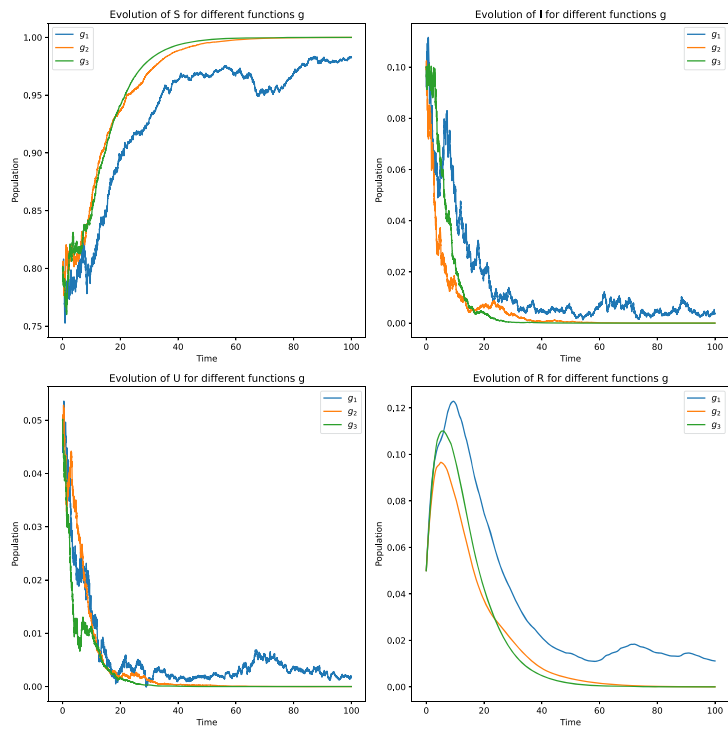 Evolution of S for different functions g
1.00
0.95
0.90
0.85
0.80
0.75
Population
0
20
40
60
80
100
Time
g₁
g₂
g₃
Evolution of I for different functions g
0.10
0.08
0.06
0.04
0.02
0.00
Population
0
20
40
60
80
100
Time
g₁
g₂
g₃
Evolution of U for different functions g
0.05
0.04
0.03
0.02
0.01
0.00
Population
0
20
40
60
80
100
Time
g₁
g₂
g₃
Evolution of R for different functions g
0.12
0.10
0.08
0.06
0.04
0.02
0.00
Population
0
20
40
60
80
100
Time
g₁
g₂
g₃